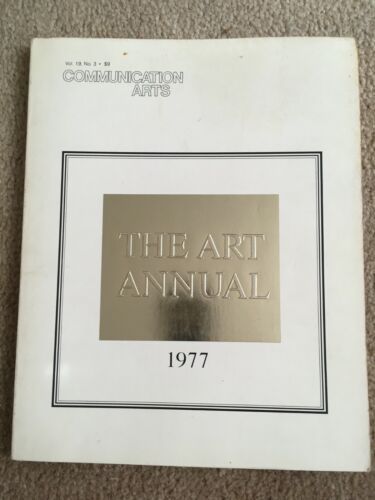 Vol. 19, No. 3 • $9
COMMUNICATION
ARTS
THE ART
ANNUAL
1977